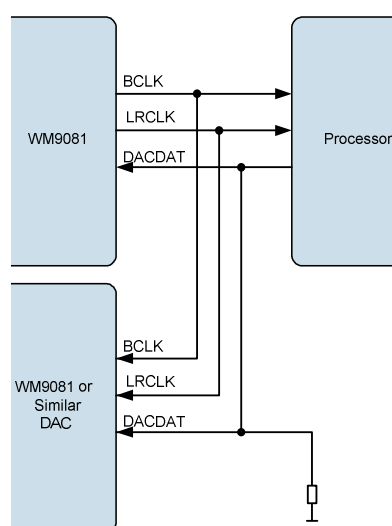 BCLK
LRCLK
WM9081
Processor
DACDAT
BCLK
LRCLK
WM9081 or
Similar
DAC
DACDAT